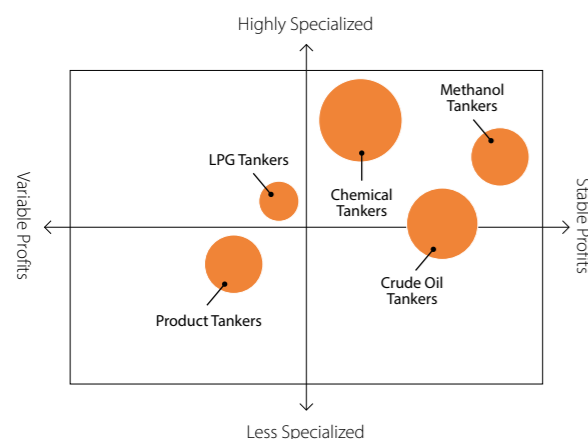 Highly Specialized
Methanol
Tankers
LPG Tankers
Chemical
Tankers
Variable Profits
Stable Profits
Crude Oil
Tankers
Product Tankers
Less Specialized